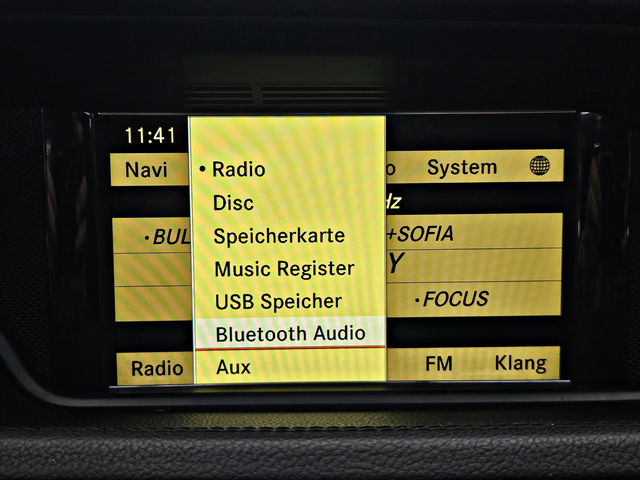 11:41
Navi
System
• Radio
Disc
Speicherkarte
Music Register
USB Speicher
Bluetooth Audio
Aux
•BUL
+SOFIA
•FOCUS
Radio
FM
Klang